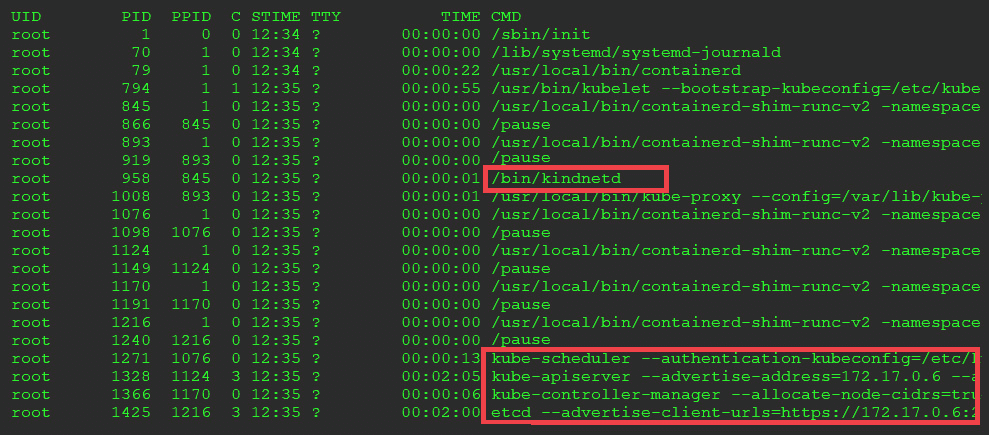 UID PID PPID C STIME TTY TIME CMD
root 1 0 0 12:34 ? 00:00:00 /sbin/init
root 70 1 0 12:34 ? 00:00:00 /lib/systemd/systemd-journald
root 79 1 0 12:34 ? 00:00:22 /usr/local/bin/containerd
root 794 1 1 12:35 ? 00:00:55 /usr/bin/kubelet --bootstrap-kubeconfig=/etc/kube
root 845 1 0 12:35 ? 00:00:00 /usr/local/bin/containerd-shim-runc-v2 -namespace
root 866 845 0 12:35 ? 00:00:00 /pause
root 893 1 0 12:35 ? 00:00:00 /usr/local/bin/containerd-shim-runc-v2 -namespace
root 919 893 0 12:35 ? 00:00:00 /pause
root 958 845 0 12:35 ? 00:00:01 /bin/kindnetd
root 1008 893 0 12:35 ? 00:00:01 /usr/local/bin/kube-proxy --config=/var/lib/kube-
root 1076 1 0 12:35 ? 00:00:00 /usr/local/bin/containerd-shim-runc-v2 -namespace
root 1098 1076 0 12:35 ? 00:00:00 /pause
root 1124 1 0 12:35 ? 00:00:00 /usr/local/bin/containerd-shim-runc-v2 -namespace
root 1149 1124 0 12:35 ? 00:00:00 /pause
root 1170 1 0 12:35 ? 00:00:00 /usr/local/bin/containerd-shim-runc-v2 -namespace
root 1191 1170 0 12:35 ? 00:00:00 /pause
root 1216 1 0 12:35 ? 00:00:00 /usr/local/bin/containerd-shim-runc-v2 -namespace
root 1240 1216 0 12:35 ? 00:00:00 /pause
root 1271 1076 0 12:35 ? 00:00:13 kube-scheduler --authentication-kubeconfig=/etc/k
root 1328 1124 3 12:35 ? 00:02:05 kube-apiserver --advertise-address=172.17.0.6 --a
root 1366 1170 0 12:35 ? 00:00:06 kube-controller-manager --allocate-node-cidrs=tru
root 1425 1216 3 12:35 ? 00:02:00 etcd --advertise-client-urls=https://172.17.0.6:2